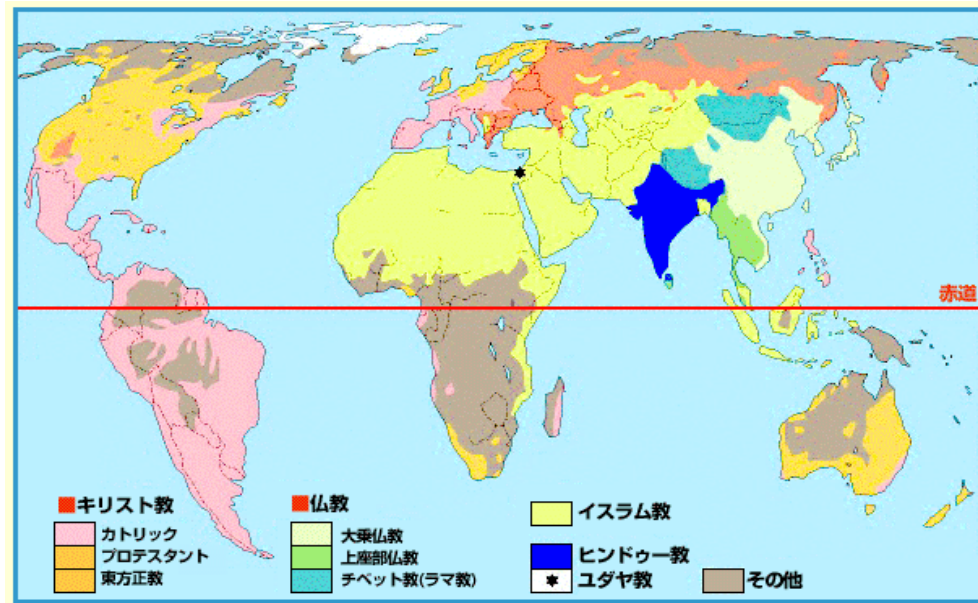 赤道
キリスト教
カトリック
プロテスタント
東方正教
仏教
大乗仏教
上座部仏教
チベット教(ラマ教)
イスラム教
ヒンドゥー教
ユダヤ教
その他